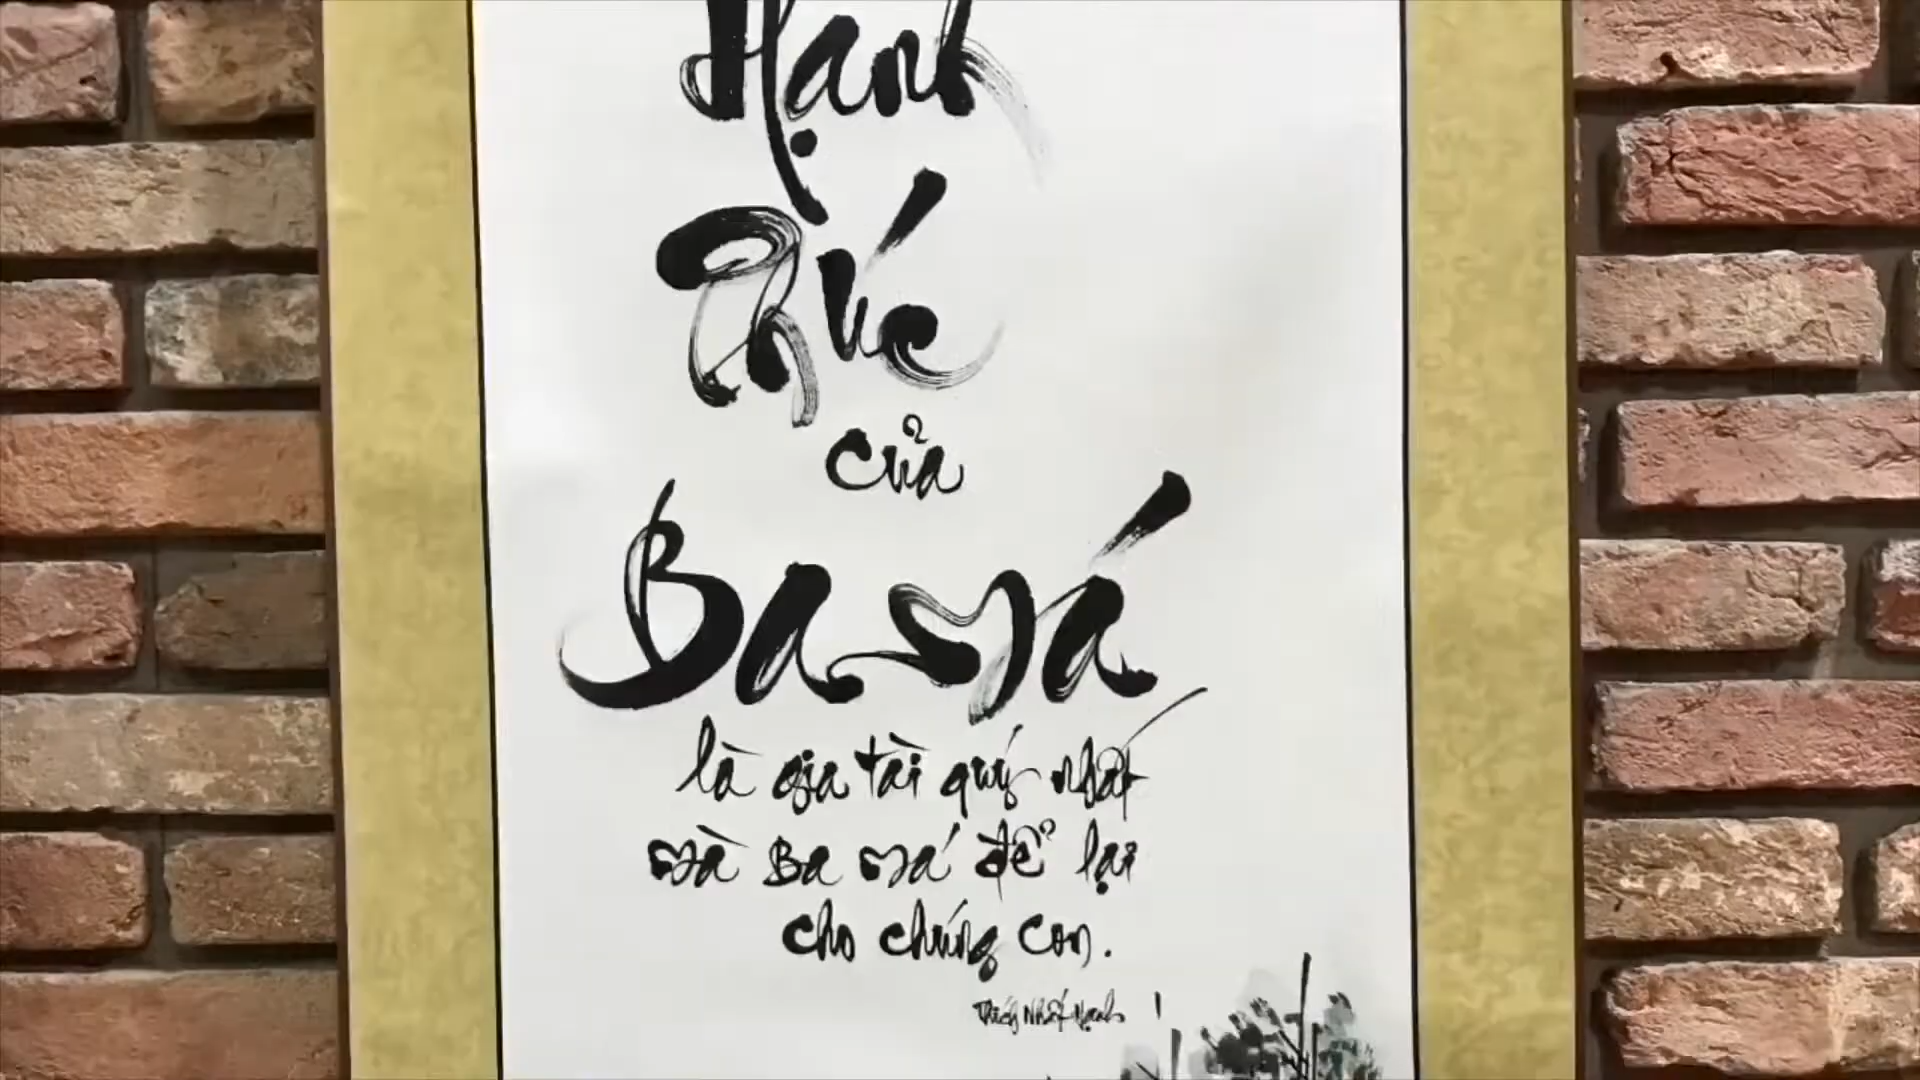 Hạnh
Phúc
của
Ba má
là gia tài quý nhất
mà Ba má để lại
cho chúng con.
Thích Nhất Hạnh